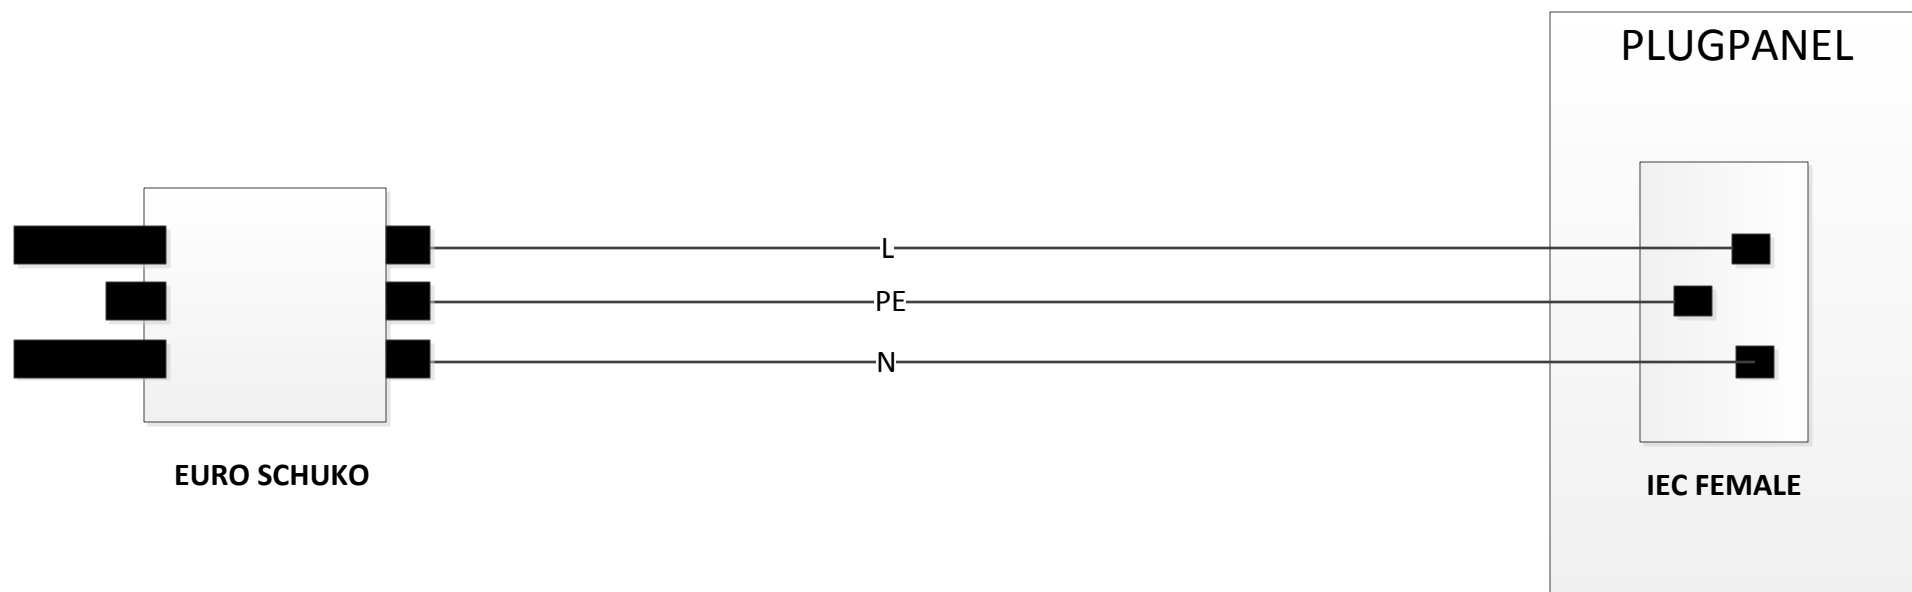 PLUGPANEL
L
PE
N
EURO SCHUKO
IEC FEMALE